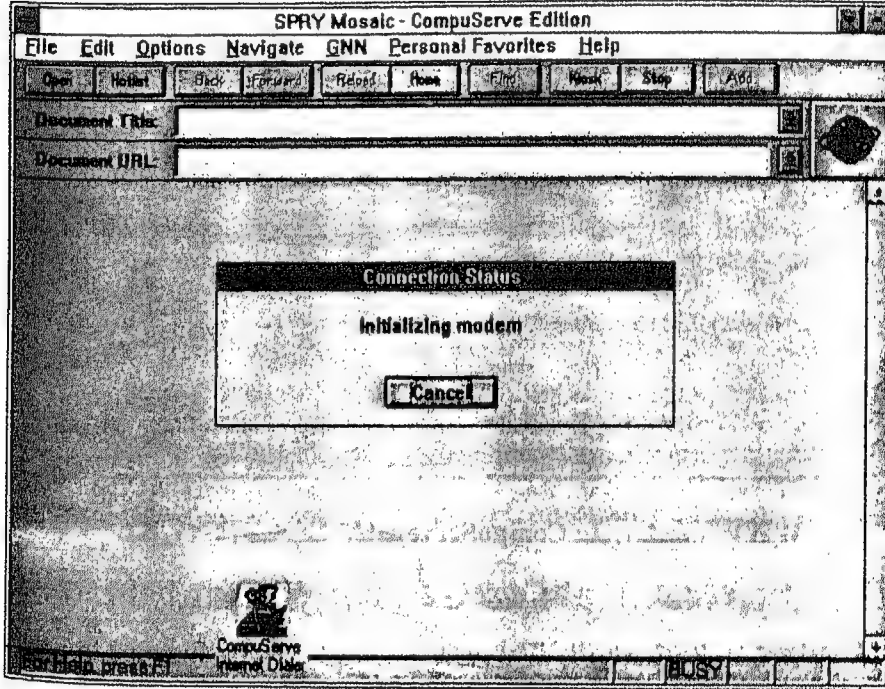 SPRY Mosaic - CompuServe Edition
File Edit Options Navigate GNN Personal Favorites Help
Open Hotlist Back Forward Reload Home Find Kiosk Stop Add
Document Title:
Document URL:
Connection Status
Initializing modem
Cancel
CompuServe
Internet Dialer
For Help, press F1 BUSY